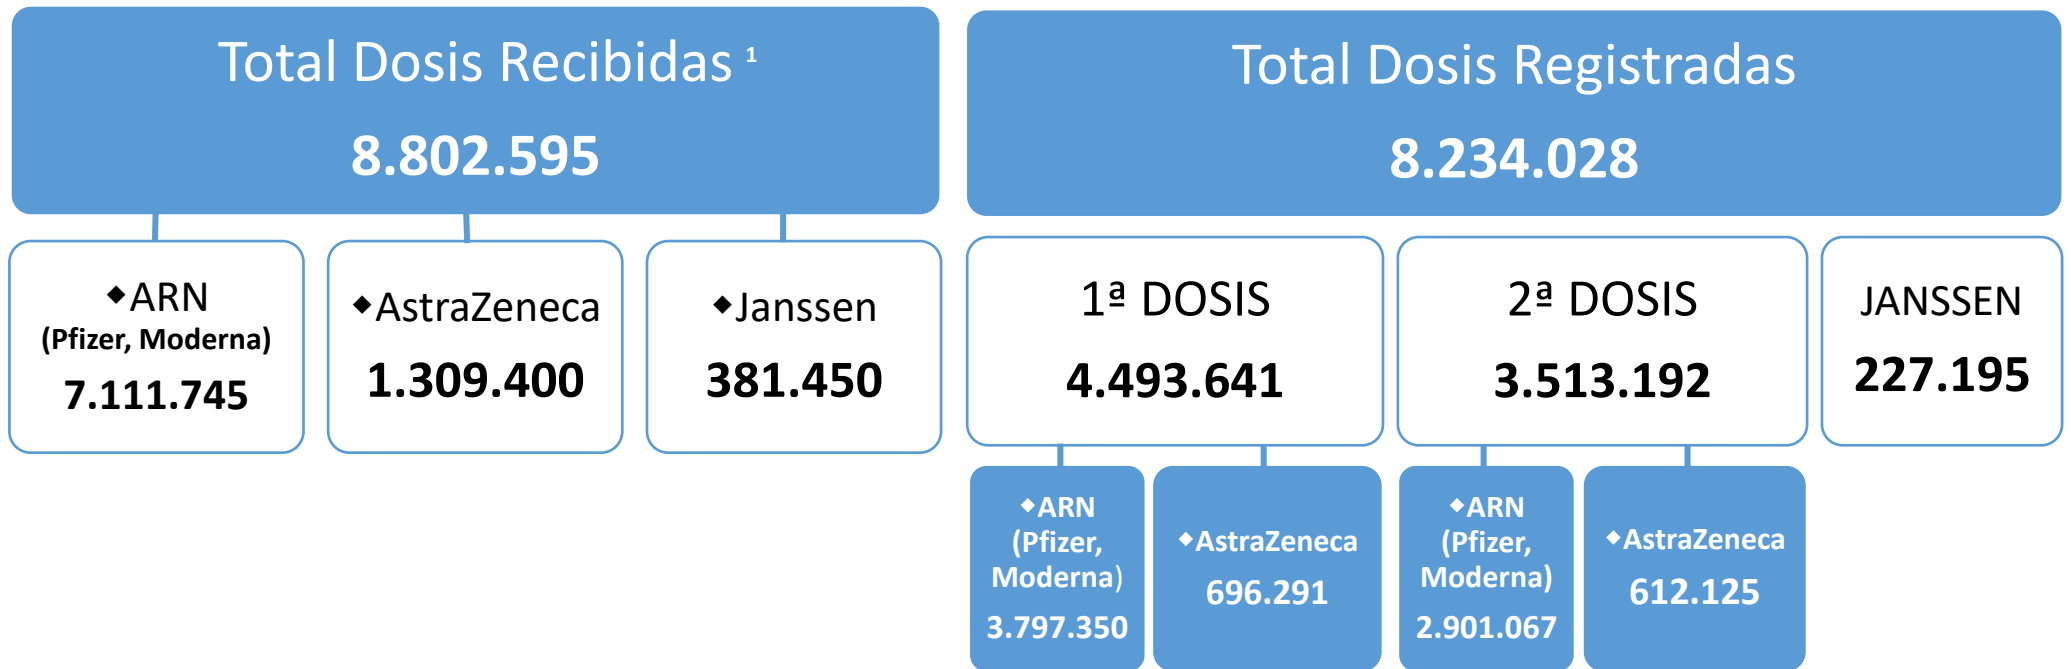 Total Dosis Recibidas ¹
8.802.595
◆ARN
(Pfizer, Moderna)
7.111.745
◆AstraZeneca
1.309.400
◆Janssen
381.450
Total Dosis Registradas
8.234.028
1ª DOSIS
4.493.641
◆ARN
(Pfizer,
Moderna)
3.797.350
◆AstraZeneca
696.291
2ª DOSIS
3.513.192
◆ARN
(Pfizer,
Moderna)
2.901.067
◆AstraZeneca
612.125
JANSSEN
227.195